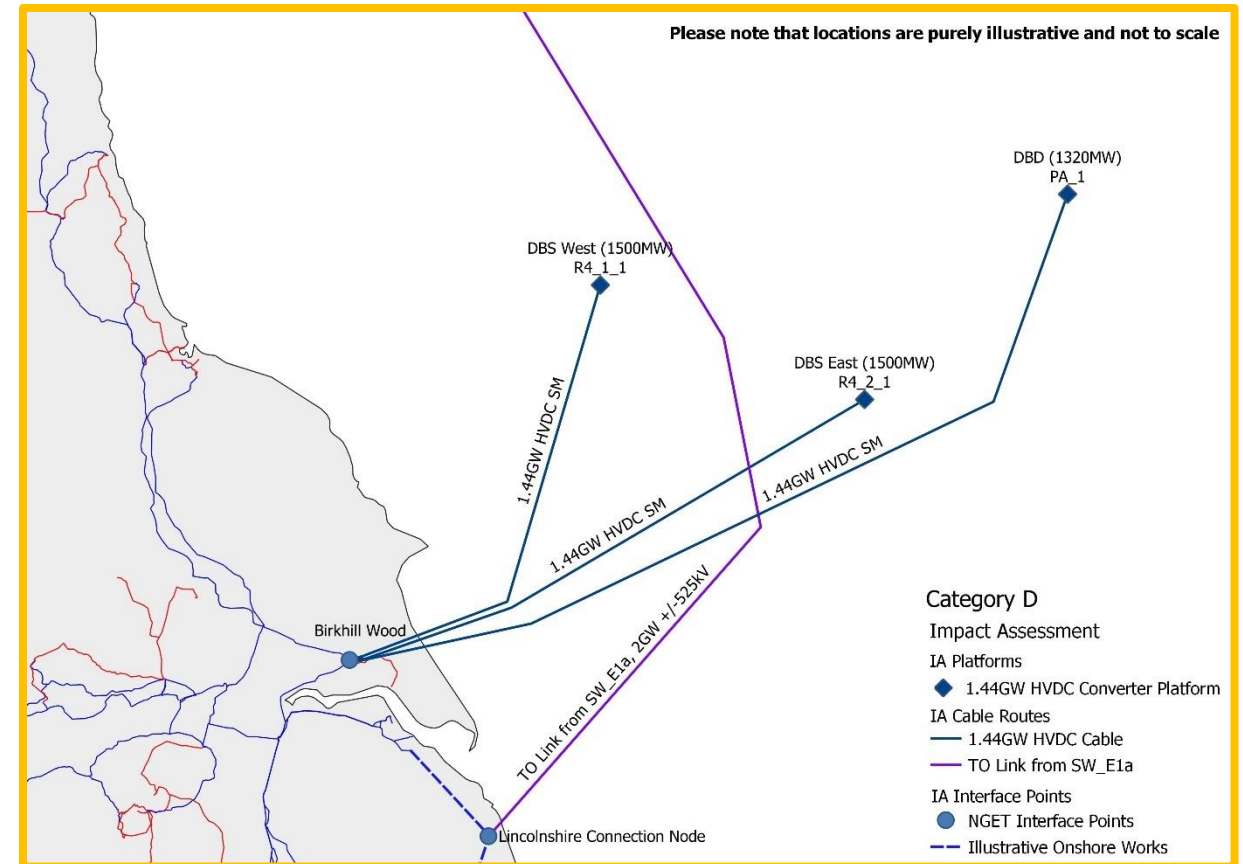 Please note that locations are purely illustrative and not to scale
DBD (1320MW)
PA_1
DBS West (1500MW)
R4_1_1
DBS East (1500MW)
R4_2_1
1.44GW HVDC SM
1.44GW HVDC SM
1.44GW HVDC SM
TO Link from SW_E1a, 2GW +/-525kV
Birkhill Wood
Lincolnshire Connection Node
Category D
Impact Assessment
IA Platforms
1.44GW HVDC Converter Platform
IA Cable Routes
1.44GW HVDC Cable
TO Link from SW_E1a
IA Interface Points
NGET Interface Points
Illustrative Onshore Works